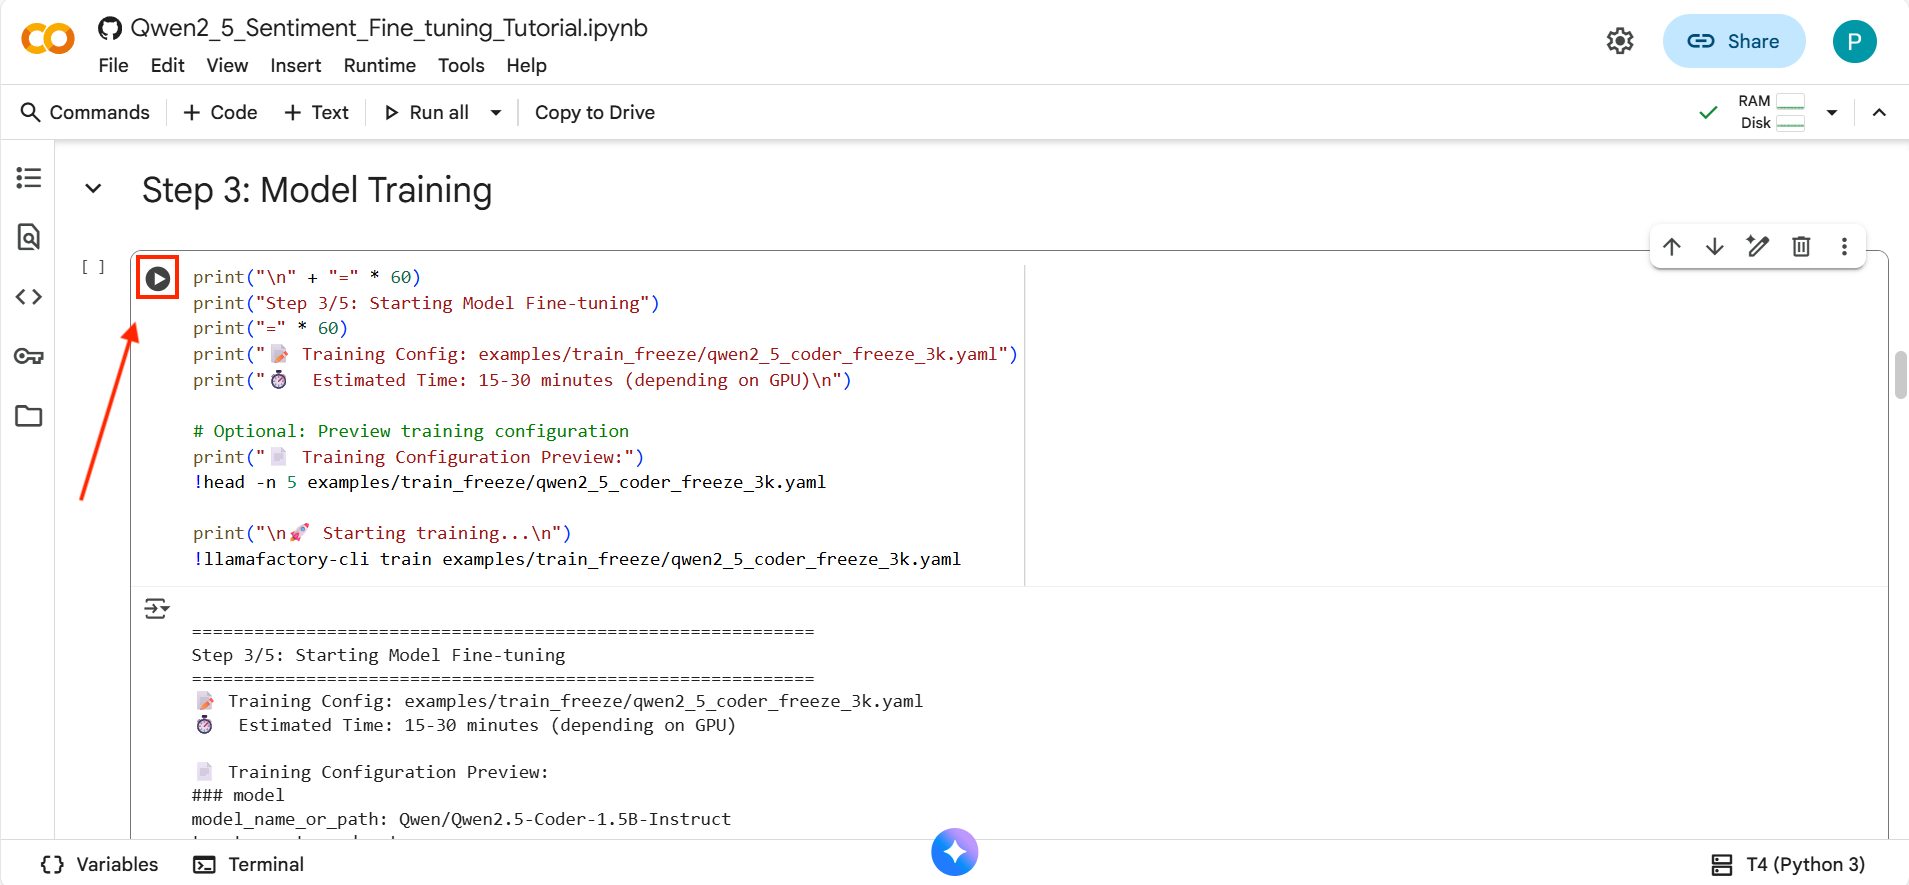 Qwen2_5_Sentiment_Fine_tuning_Tutorial.ipynb
File Edit View Insert Runtime Tools Help
Share
P
Commands + Code + Text Run all Copy to Drive
RAM
Disk
Step 3: Model Training
[ ]
print("\n" + "=" * 60)
print("Step 3/5: Starting Model Fine-tuning")
print("=" * 60)
print("📝 Training Config: examples/train_freeze/qwen2_5_coder_freeze_3k.yaml")
print("⏱️ Estimated Time: 15-30 minutes (depending on GPU)\n")
# Optional: Preview training configuration
print("📄 Training Configuration Preview:")
!head -n 5 examples/train_freeze/qwen2_5_coder_freeze_3k.yaml
print("\n🚀 Starting training...\n")
!llamafactory-cli train examples/train_freeze/qwen2_5_coder_freeze_3k.yaml
============================================================
Step 3/5: Starting Model Fine-tuning
============================================================
📝 Training Config: examples/train_freeze/qwen2_5_coder_freeze_3k.yaml
⏱️ Estimated Time: 15-30 minutes (depending on GPU)
📄 Training Configuration Preview:
### model
model_name_or_path: Qwen/Qwen2.5-Coder-1.5B-Instruct
Variables Terminal
T4 (Python 3)